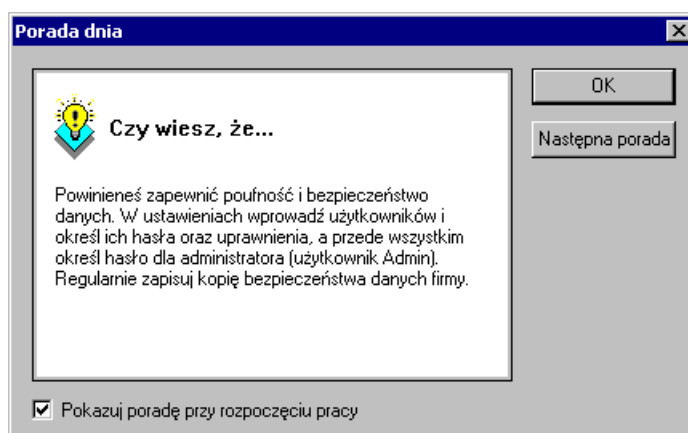 Porada dnia
Czy wiesz, że...
Powinieneś zapewnić poufność i bezpieczeństwo
danych. W ustawieniach wprowadź użytkowników i
określ ich hasła oraz uprawnienia, a przede wszystkim
określ hasło dla administratora (użytkownik Admin).
Regularnie zapisuj kopię bezpieczeństwa danych firmy.
OK
Następna porada
Pokazuj poradę przy rozpoczęciu pracy